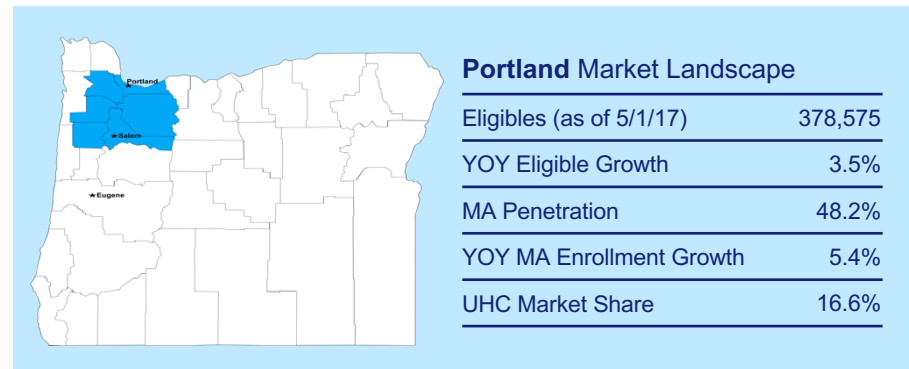 Portland
Salem
Eugene
Portland Market Landscape
Eligibles (as of 5/1/17) 378,575
YOY Eligible Growth 3.5%
MA Penetration 48.2%
YOY MA Enrollment Growth 5.4%
UHC Market Share 16.6%